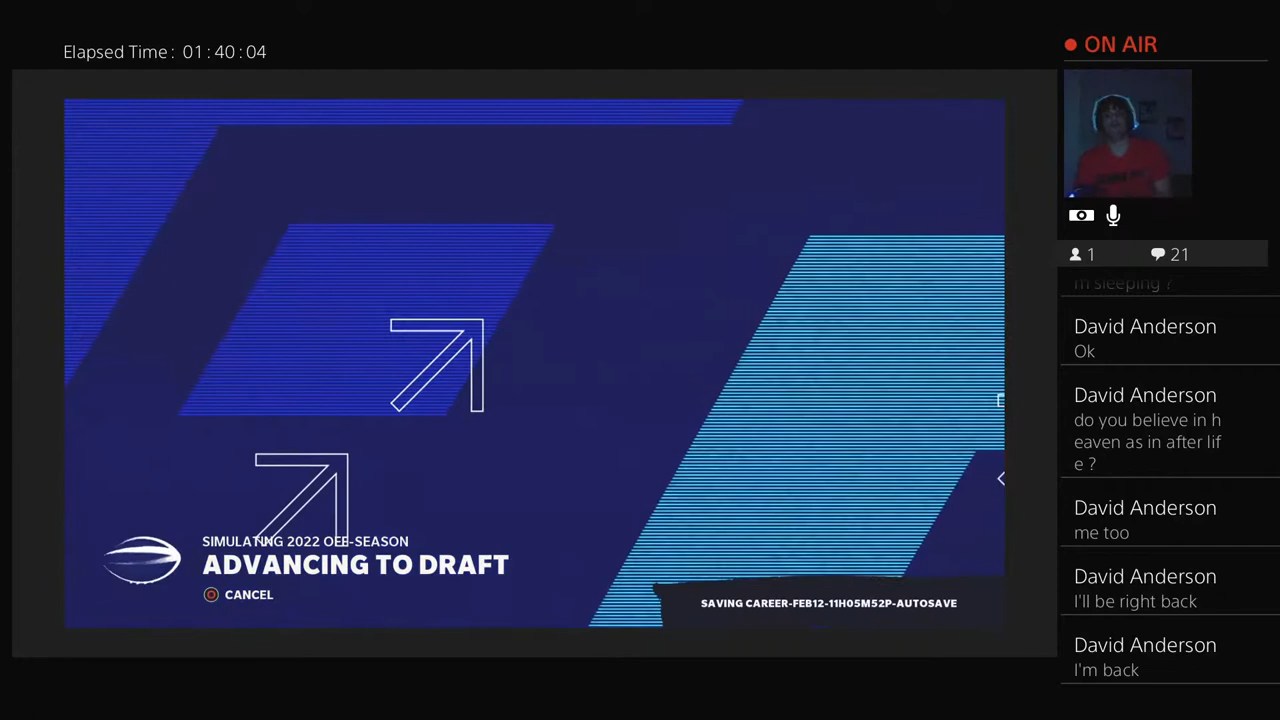 Elapsed Time: 01:40:04
ON AIR
1
21
m sleeping ?
David Anderson
Ok
David Anderson
do you believe in h
eaven as in after lif
e ?
David Anderson
me too
David Anderson
I'll be right back
David Anderson
I'm back
SIMULATING 2022 OFF-SEASON
ADVANCING TO DRAFT
CANCEL
SAVING CAREER-FEB12-11H05M52P-AUTOSAVE